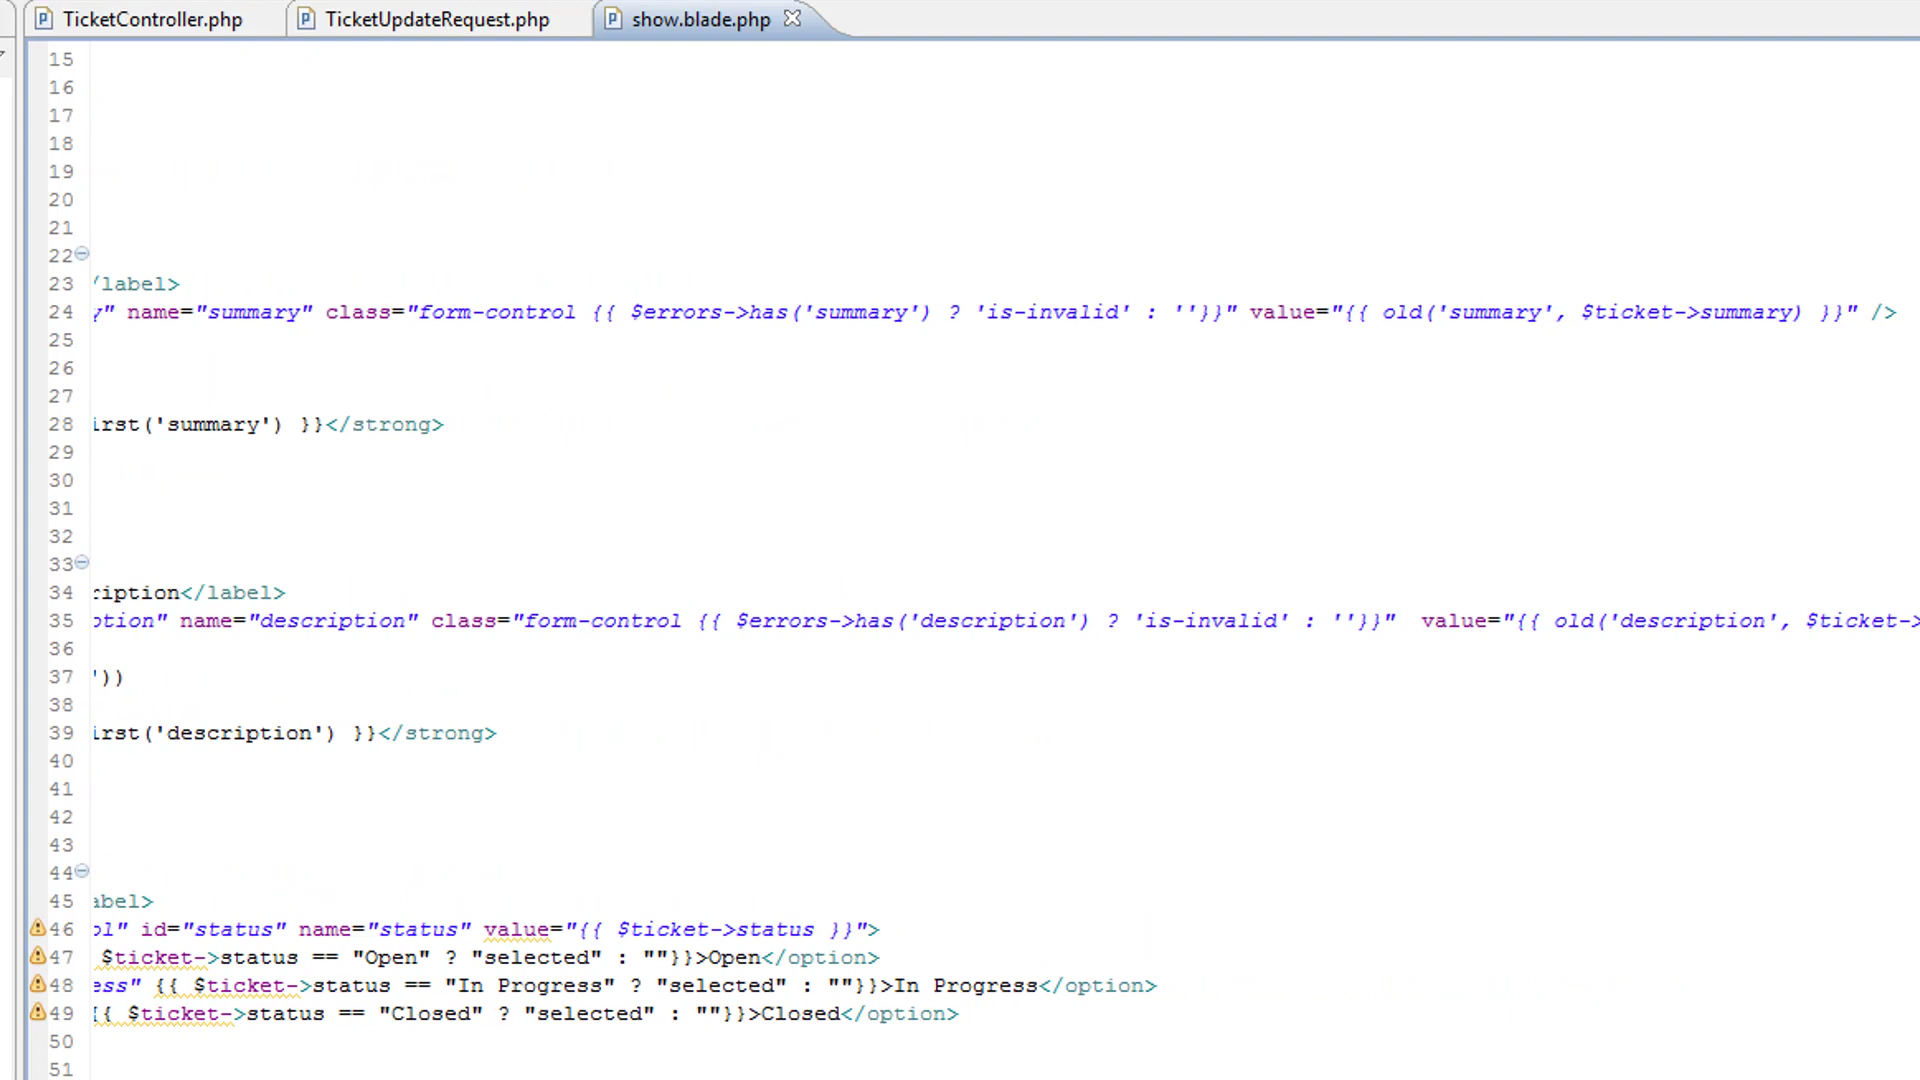 TicketController.php TicketUpdateRequest.php show.blade.php
15
16
17
18
19
20
21
22
23 /label>
24 y" name="summary" class="form-control {{ $errors->has('summary') ? 'is-invalid' : ''}}" value="{{ old('summary', $ticket->summary) }}" />
25
26
27
28 irst('summary') }}</strong>
29
30
31
32
33
34 ription</label>
35 ption" name="description" class="form-control {{ $errors->has('description') ? 'is-invalid' : ''}}"  value="{{ old('description', $ticket->
36
37 '))
38
39 irst('description') }}</strong>
40
41
42
43
44
45 abel>
46 ol" id="status" name="status" value="{{ $ticket->status }}">
47 $ticket->status == "Open" ? "selected" : ""}}>Open</option>
48 ess" {{ $ticket->status == "In Progress" ? "selected" : ""}}>In Progress</option>
49 {{ $ticket->status == "Closed" ? "selected" : ""}}>Closed</option>
50
51